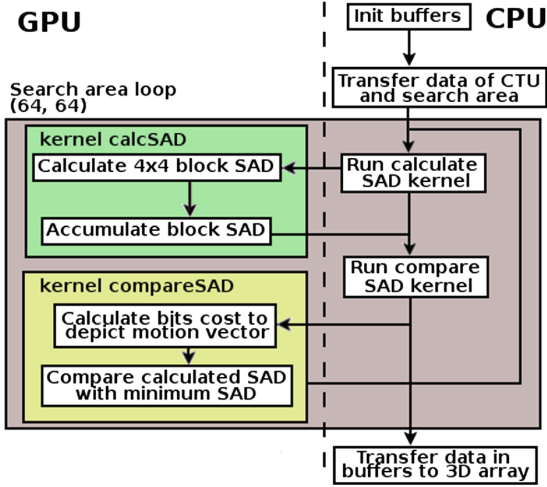 GPU
CPU
Init buffers
Transfer data of CTU
and search area
Search area loop
(64, 64)
kernel calcSAD
Calculate 4x4 block SAD
Accumulate block SAD
Run calculate
SAD kernel
Run compare
SAD kernel
kernel compareSAD
Calculate bits cost to
depict motion vector
Compare calculated SAD
with minimum SAD
Transfer data in
buffers to 3D array